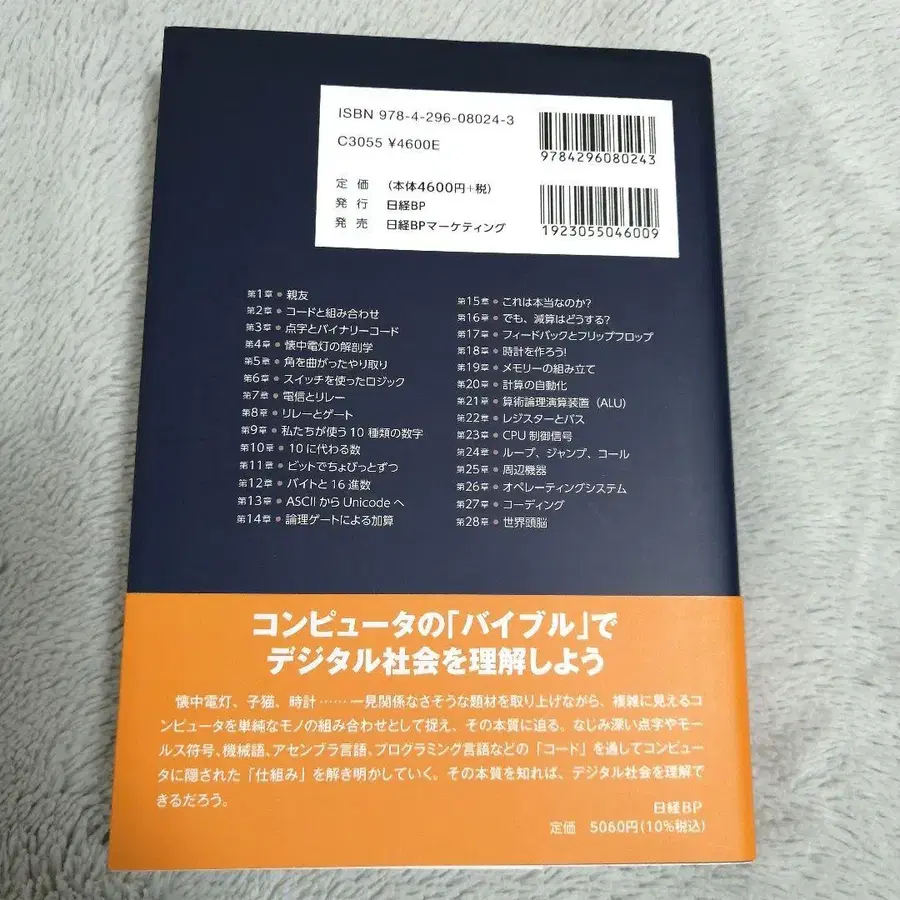 ISBN 978-4-296-08024-3
C3055 ¥4600E
9784296080243
定価 （本体4600円+税）
発行 日経BP
発売 日経BPマーケティング
1923055046009
第1章 ● 親友
第2章 ● コードと組み合わせ
第3章 ● 点字とバイナリーコード
第4章 ● 懐中電灯の解剖学
第5章 ● 角を曲がったやり取り
第6章 ● スイッチを使ったロジック
第7章 ● 電信とリレー
第8章 ● リレーとゲート
第9章 ● 私たちが使う10種類の数字
第10章 ● 10に代わる数
第11章 ● ビットでちょびっとずつ
第12章 ● バイトと16進数
第13章 ● ASCIIからUnicodeへ
第14章 ● 論理ゲートによる加算
第15章 ● これは本当なのか?
第16章 ● でも、減算はどうする?
第17章 ● フィードバックとフリップフロップ
第18章 ● 時計を作ろう!
第19章 ● メモリーの組み立て
第20章 ● 計算の自動化
第21章 ● 算術論理演算装置（ALU）
第22章 ● レジスターとバス
第23章 ● CPU制御信号
第24章 ● ループ、ジャンプ、コール
第25章 ● 周辺機器
第26章 ● オペレーティングシステム
第27章 ● コーディング
第28章 ● 世界頭脳
コンピュータの「バイブル」で
デジタル社会を理解しよう
懐中電灯、子猫、時計……一見関係なさそうな題材を取り上げながら、複雑に見えるコ
ンピュータを単純なモノの組み合わせとして捉え、その本質に迫る。なじみ深い点字やモー
ルス符号、機械語、アセンブラ言語、プログラミング言語などの「コード」を通してコンピュー
タに隠された「仕組み」を解き明かしていく。その本質を知れば、デジタル社会を理解で
きるだろう。
日経BP
定価 5060円(10%税込)